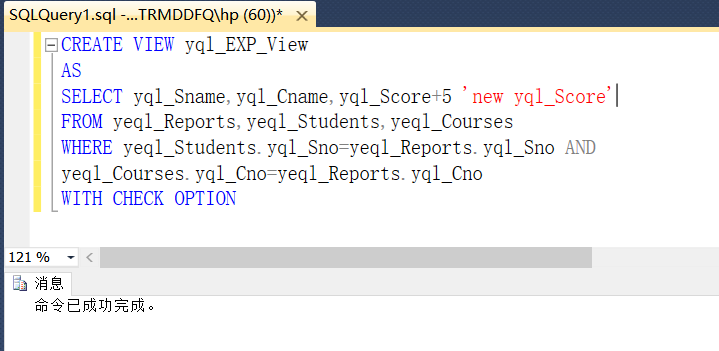 SQLQuery1.sql -...TRMDDFQ\hp (60))*
CREATE VIEW yql_EXP_View
AS
SELECT yql_Sname,yql_Cname,yql_Score+5 'new yql_Score'
FROM yeql_Reports,yeql_Students,yeql_Courses
WHERE yeql_Students.yql_Sno=yeql_Reports.yql_Sno AND
yeql_Courses.yql_Cno=yeql_Reports.yql_Cno
WITH CHECK OPTION
121 %
消息
命令已成功完成。